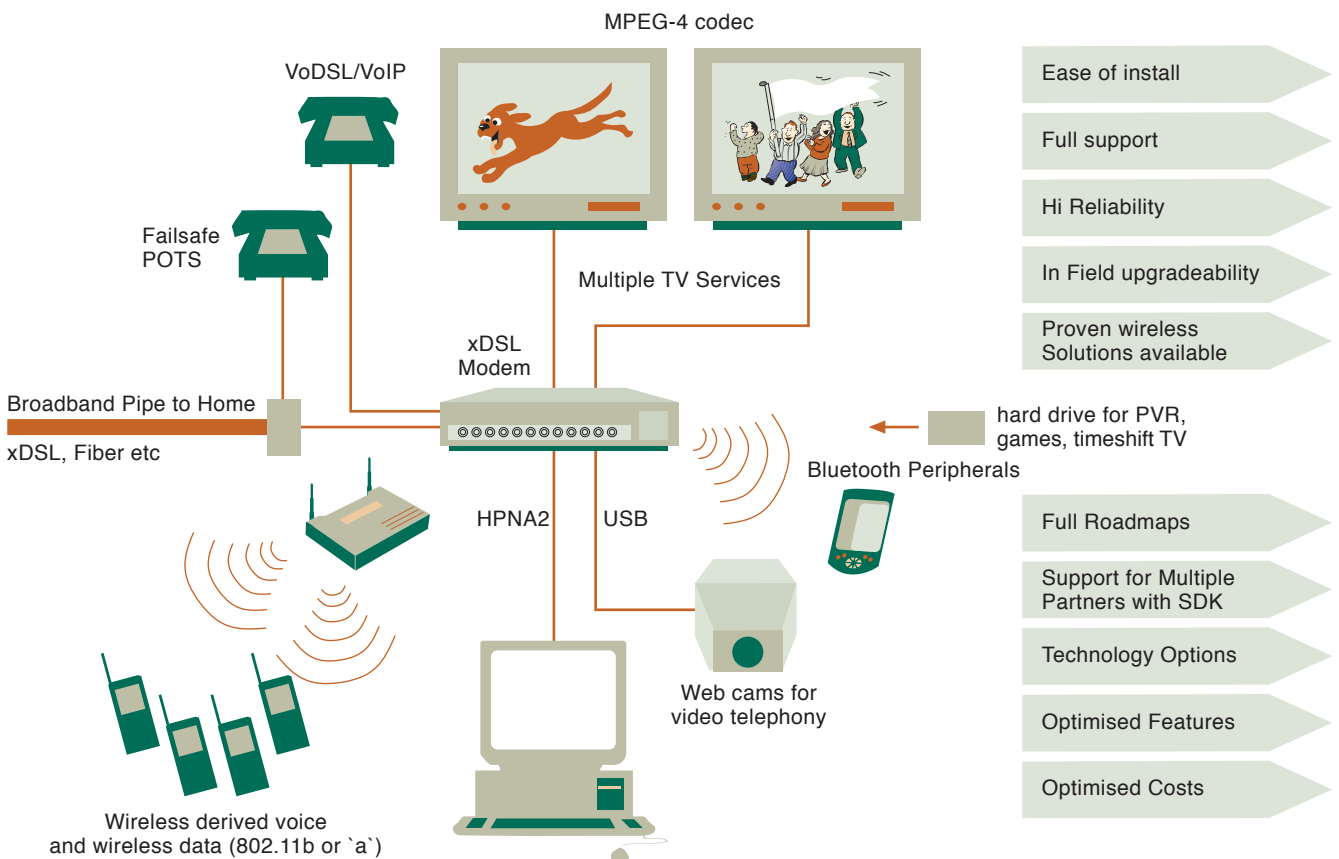 MPEG-4 codec
VoDSL/VoIP
Failsafe
POTS
Multiple TV Services
xDSL
Modem
Broadband Pipe to Home
xDSL, Fiber etc
hard drive for PVR,
games, timeshift TV
Bluetooth Peripherals
HPNA2
USB
Web cams for
video telephony
Wireless derived voice
and wireless data (802.11b or `a`)
Ease of install
Full support
Hi Reliability
In Field upgradeability
Proven wireless
Solutions available
Full Roadmaps
Support for Multiple
Partners with SDK
Technology Options
Optimised Features
Optimised Costs